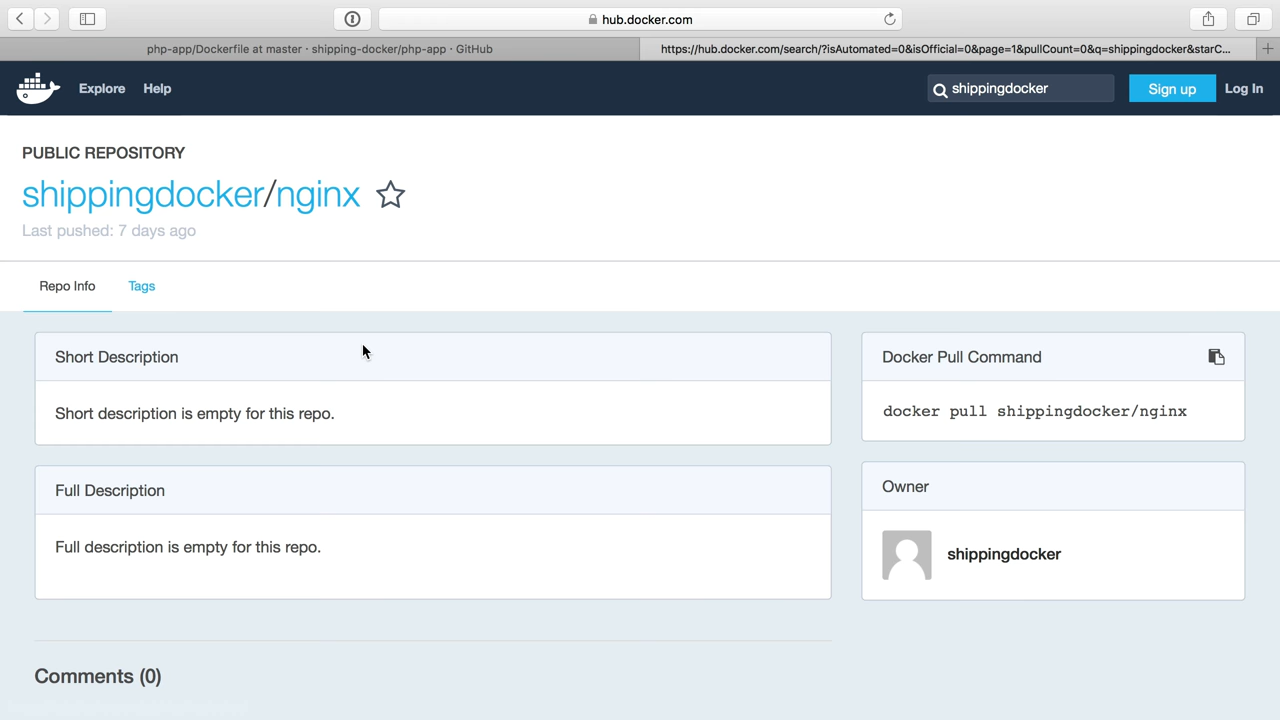 hub.docker.com
php-app/Dockerfile at master · shipping-docker/php-app · GitHub
https://hub.docker.com/search/?isAutomated=0&isOfficial=0&page=1&pullCount=0&q=shippingdocker&starC...
Explore
Help
shippingdocker
Sign up
Log In
PUBLIC REPOSITORY
shippingdocker/nginx
Last pushed: 7 days ago
Repo Info
Tags
Short Description
Short description is empty for this repo.
Full Description
Full description is empty for this repo.
Docker Pull Command
docker pull shippingdocker/nginx
Owner
shippingdocker
Comments (0)